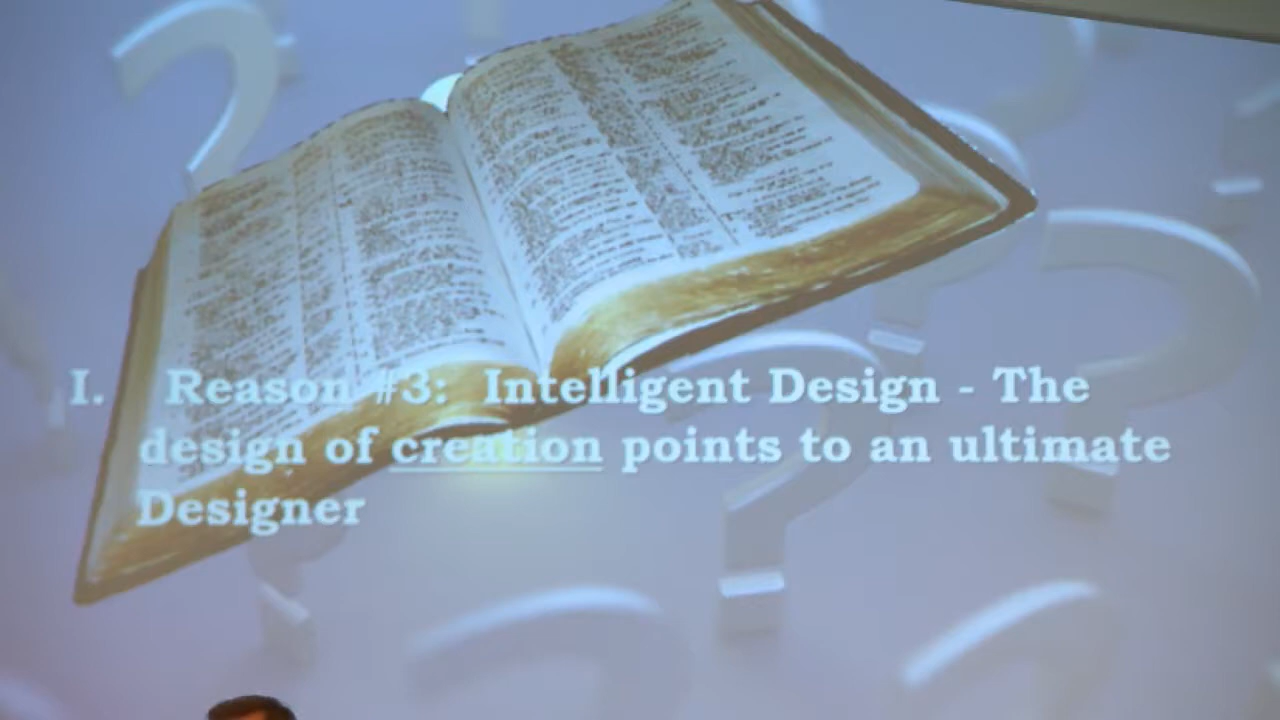 I. Reason #3: Intelligent Design - The
design of creation points to an ultimate
Designer